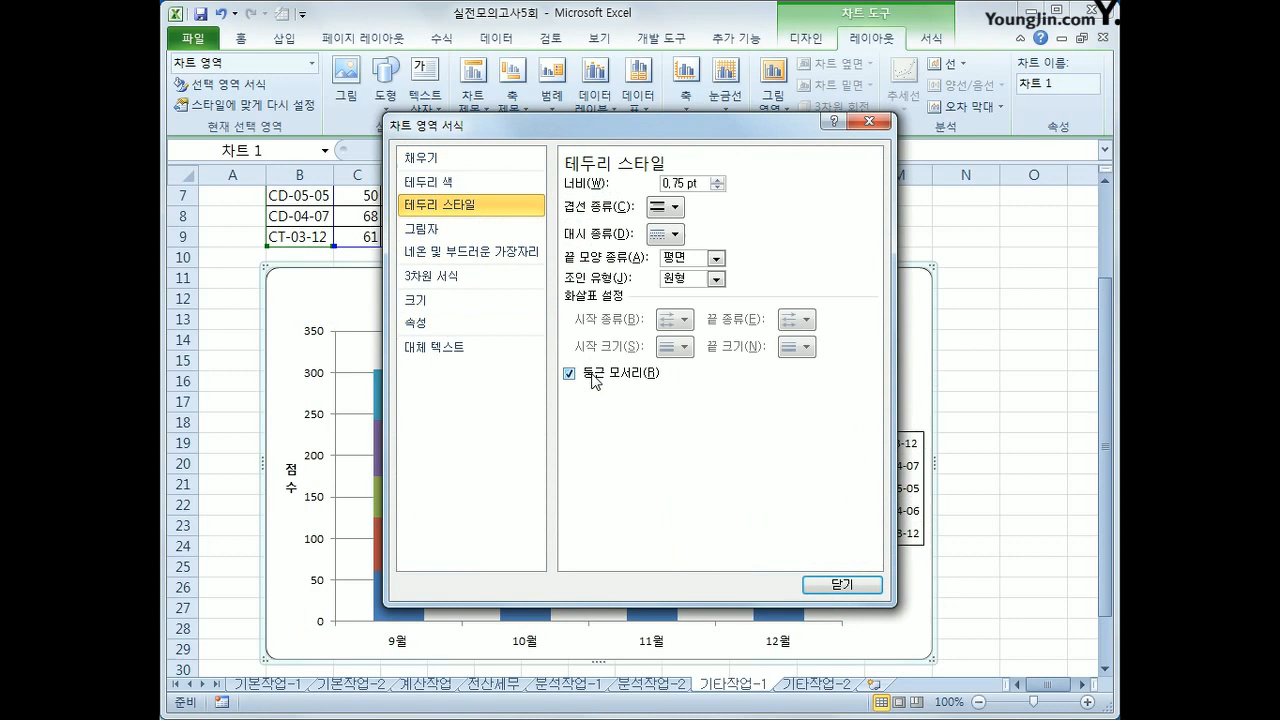 실전모의고사5회 - Microsoft Excel
차트 도구
YoungJin.com Y.
파일 홈 삽입 페이지 레이아웃 수식 데이터 검토 보기 개발 도구 추가 기능 디자인 레이아웃 서식
차트 영역
선택 영역 서식
스타일에 맞게 다시 설정
현재 선택 영역
그림 도형 텍스트
차트 축 범례 데이터 데이터
축 눈금선
그림
차트 옆면
차트 밑면
3차원 회전
추세선
선
양선/음선
오차 막대
분석
차트 이름:
차트 1
속성
차트 1
A B C M N O
7 CD-05-05 50
8 CD-04-07 68
9 CT-03-12 61
10
11
12
13
14
15
16
17
18
19
20
21
22
23
24
25
26
27
28
29
30
350
300
250
200
150
100
50
0
점수
9월 10월 11월 12월
3-12
4-07
5-05
4-06
3-12
차트 영역 서식
채우기
테두리 색
테두리 스타일
그림자
네온 및 부드러운 가장자리
3차원 서식
크기
속성
대체 텍스트
테두리 스타일
너비(W): 0.75 pt
겹선 종류(C):
대시 종류(D):
끝 모양 종류(A): 평면
조인 유형(J): 원형
화살표 설정
시작 종류(B): 끝 종류(E):
시작 크기(S): 끝 크기(N):
둥근 모서리(R)
닫기
기본작업-1 기본작업-2 계산작업 전산세무 분석작업-1 분석작업-2 기타작업-1 기타작업-2
준비 100%